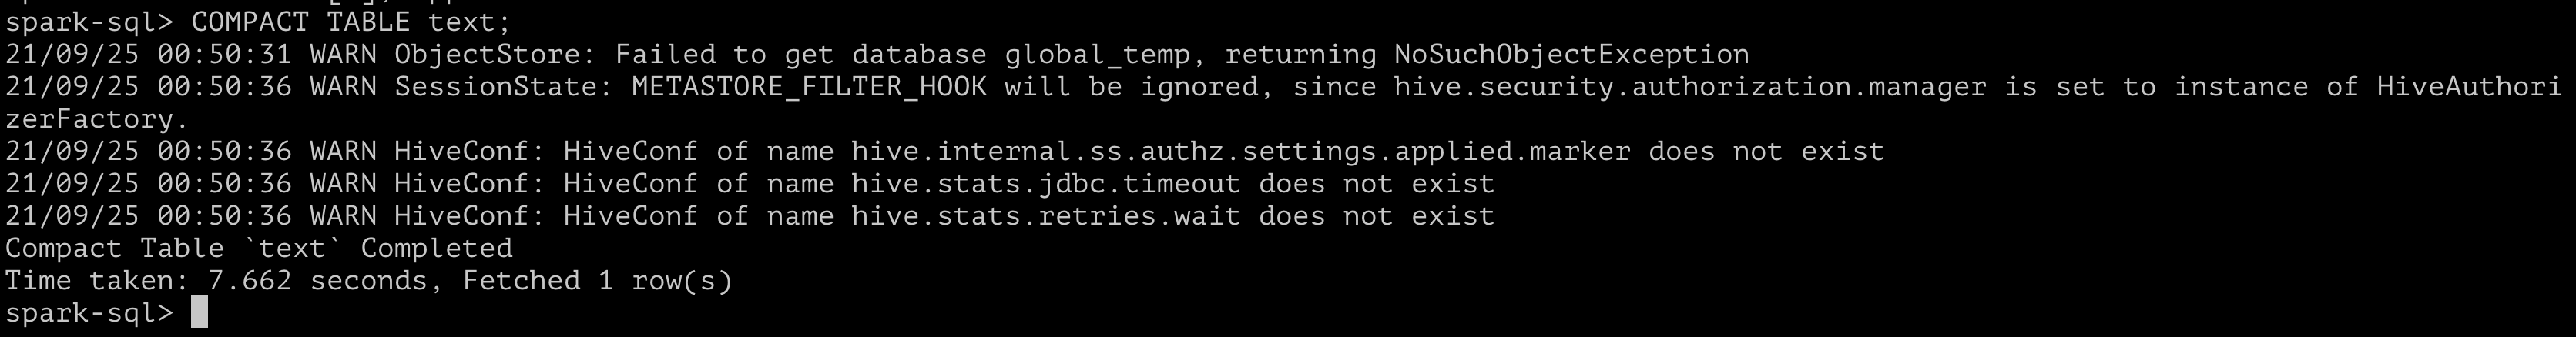 spark-sql> COMPACT TABLE text;
21/09/25 00:50:31 WARN ObjectStore: Failed to get database global_temp, returning NoSuchObjectException
21/09/25 00:50:36 WARN SessionState: METASTORE_FILTER_HOOK will be ignored, since hive.security.authorization.manager is set to instance of HiveAuthori
zerFactory.
21/09/25 00:50:36 WARN HiveConf: HiveConf of name hive.internal.ss.authz.settings.applied.marker does not exist
21/09/25 00:50:36 WARN HiveConf: HiveConf of name hive.stats.jdbc.timeout does not exist
21/09/25 00:50:36 WARN HiveConf: HiveConf of name hive.stats.retries.wait does not exist
Compact Table `text` Completed
Time taken: 7.662 seconds, Fetched 1 row(s)
spark-sql>